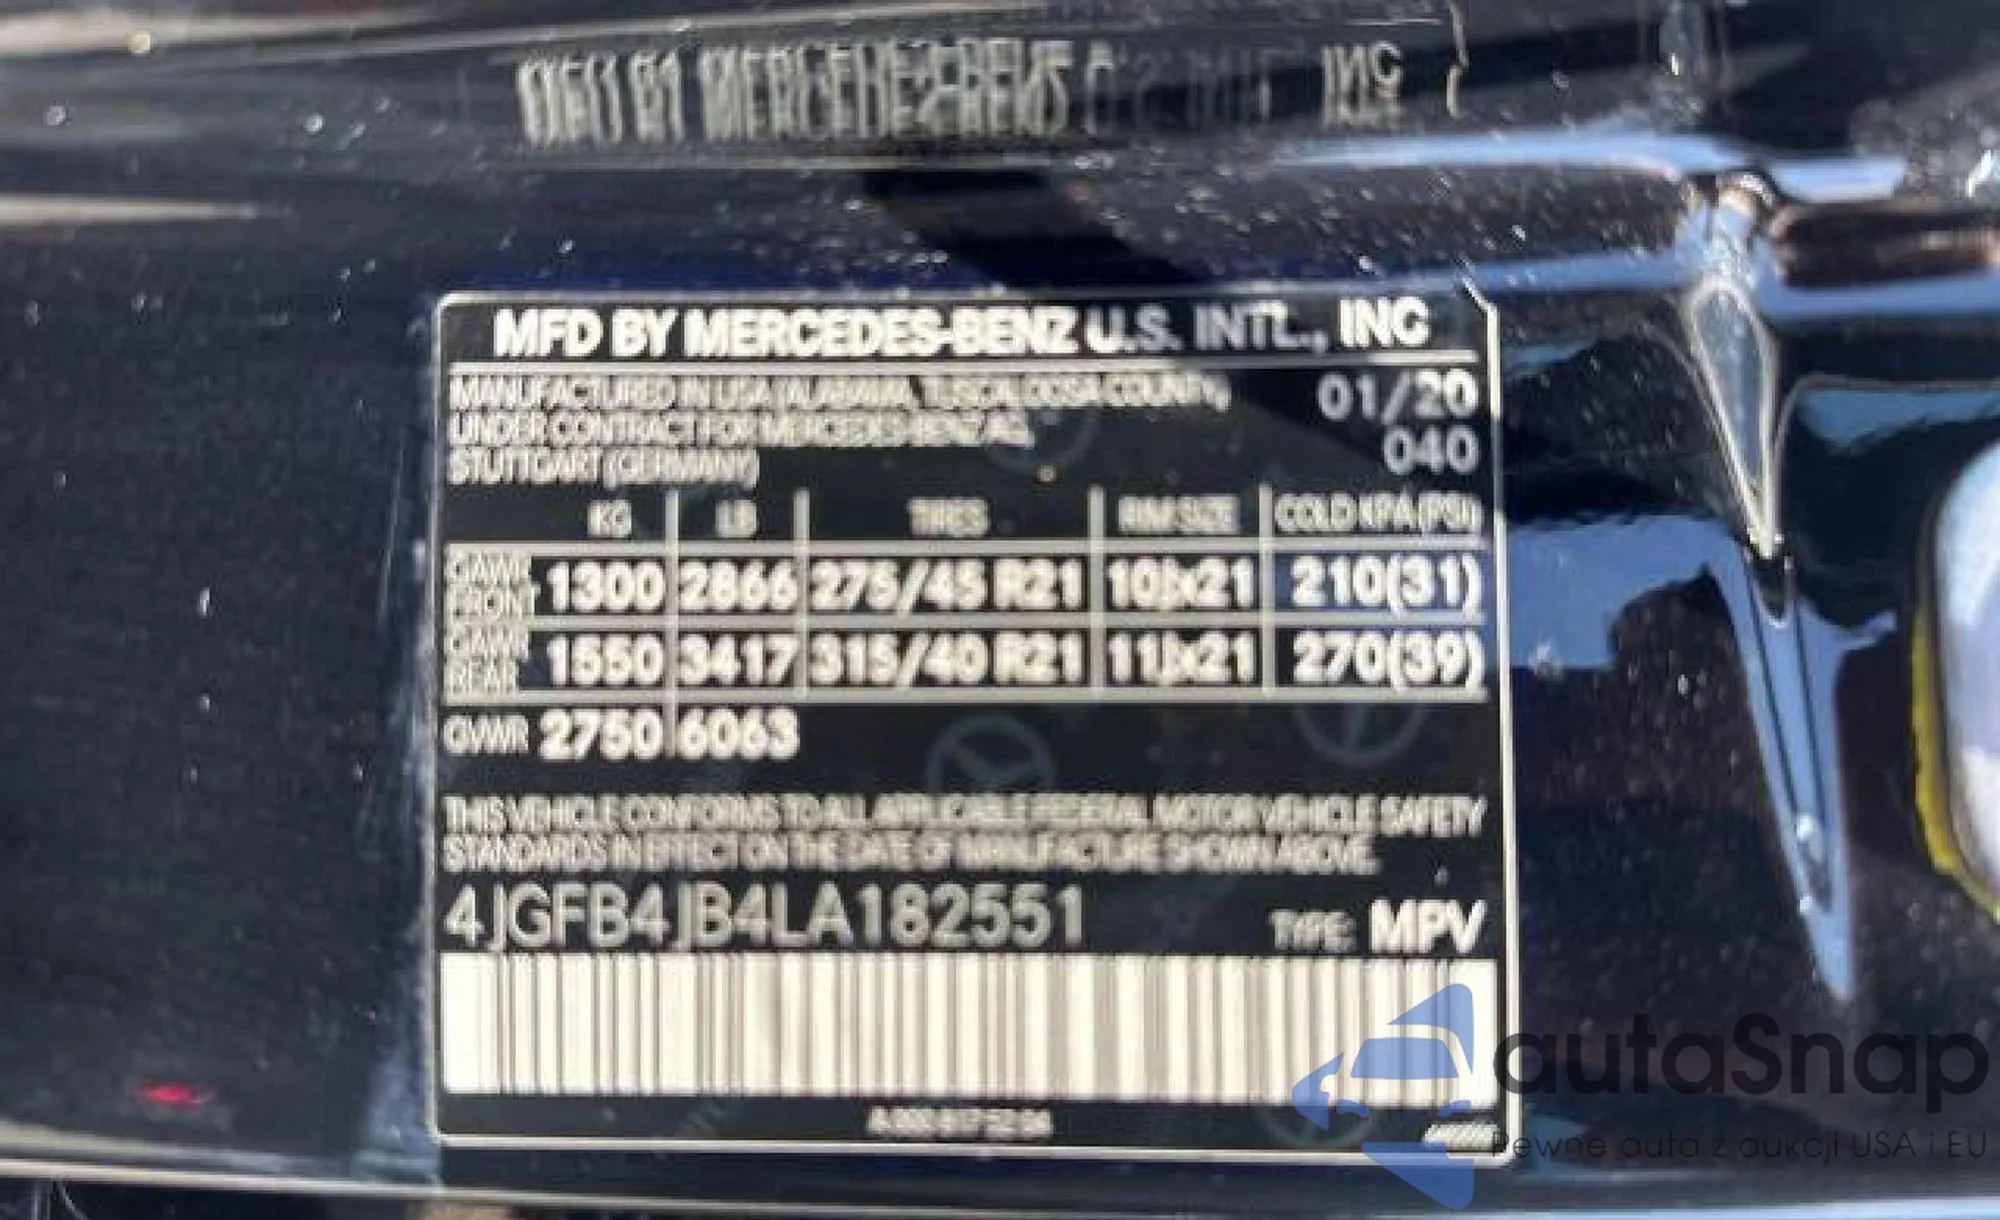 MFD BY MERCEDES-BENZ U.S. INTL., INC
MANUFACTURED IN USA (ALABAMA, TUSCALOOSA COUNTY), 01/20
UNDER CONTRACT FOR MERCEDES-BENZ AG, 040
STUTTGART (GERMANY)
KG LB TIRES RIM SIZE COLD KPA (PSI)
GAWR FRONT 1300 2866 275/45 R21 10Jx21 210(31)
GAWR REAR 1550 3417 315/40 R21 11Jx21 270(39)
GVWR 2750 6063
THIS VEHICLE CONFORMS TO ALL APPLICABLE FEDERAL MOTOR VEHICLE SAFETY
STANDARDS IN EFFECT ON THE DATE OF MANUFACTURE SHOWN ABOVE.
4JGFB4JB4LA182551 TYPE: MPV
autaSnap
Pewne auta z aukcji USA i EU